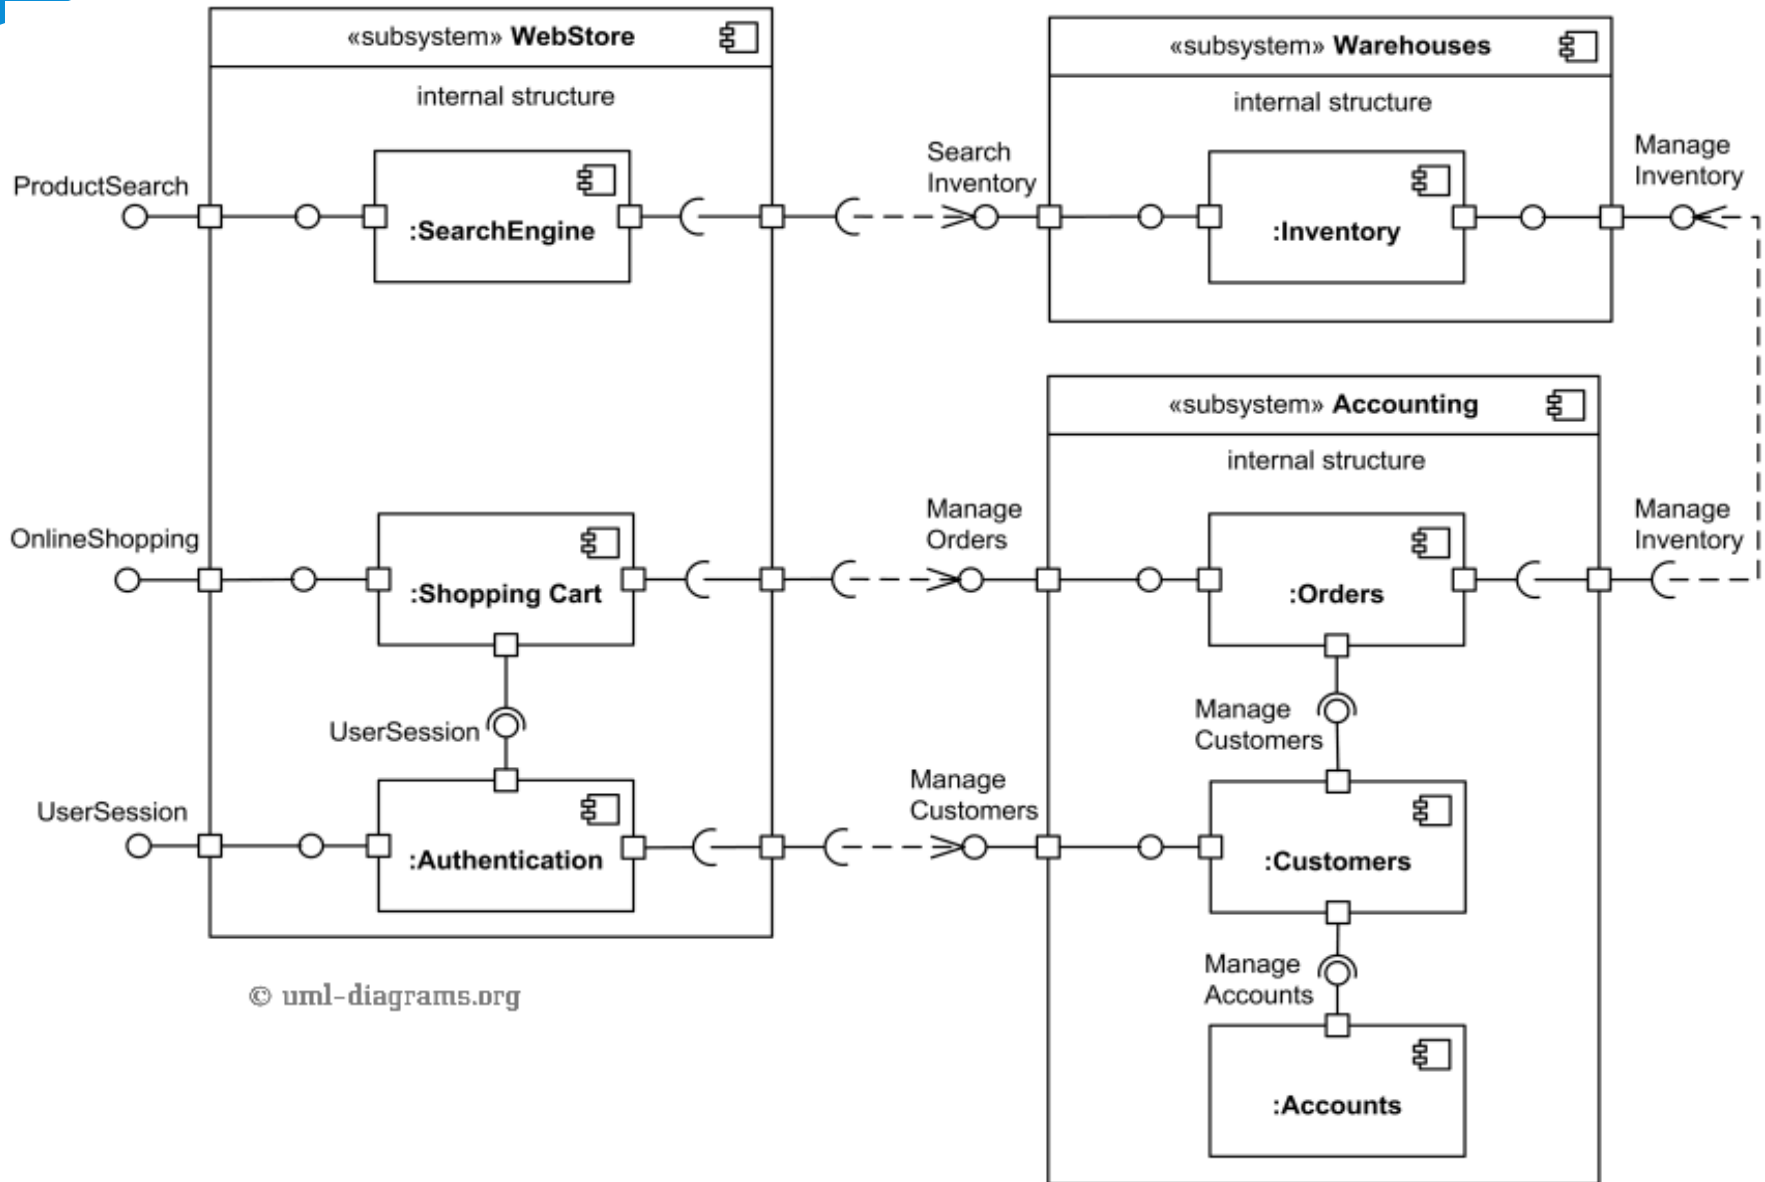 «subsystem» WebStore
internal structure
ProductSearch
:SearchEngine
OnlineShopping
:Shopping Cart
UserSession
UserSession
:Authentication
© uml-diagrams.org
«subsystem» Warehouses
internal structure
Search
Inventory
:Inventory
Manage
Inventory
«subsystem» Accounting
internal structure
Manage
Orders
:Orders
Manage
Inventory
Manage
Customers
Manage
Customers
:Customers
Manage
Accounts
:Accounts